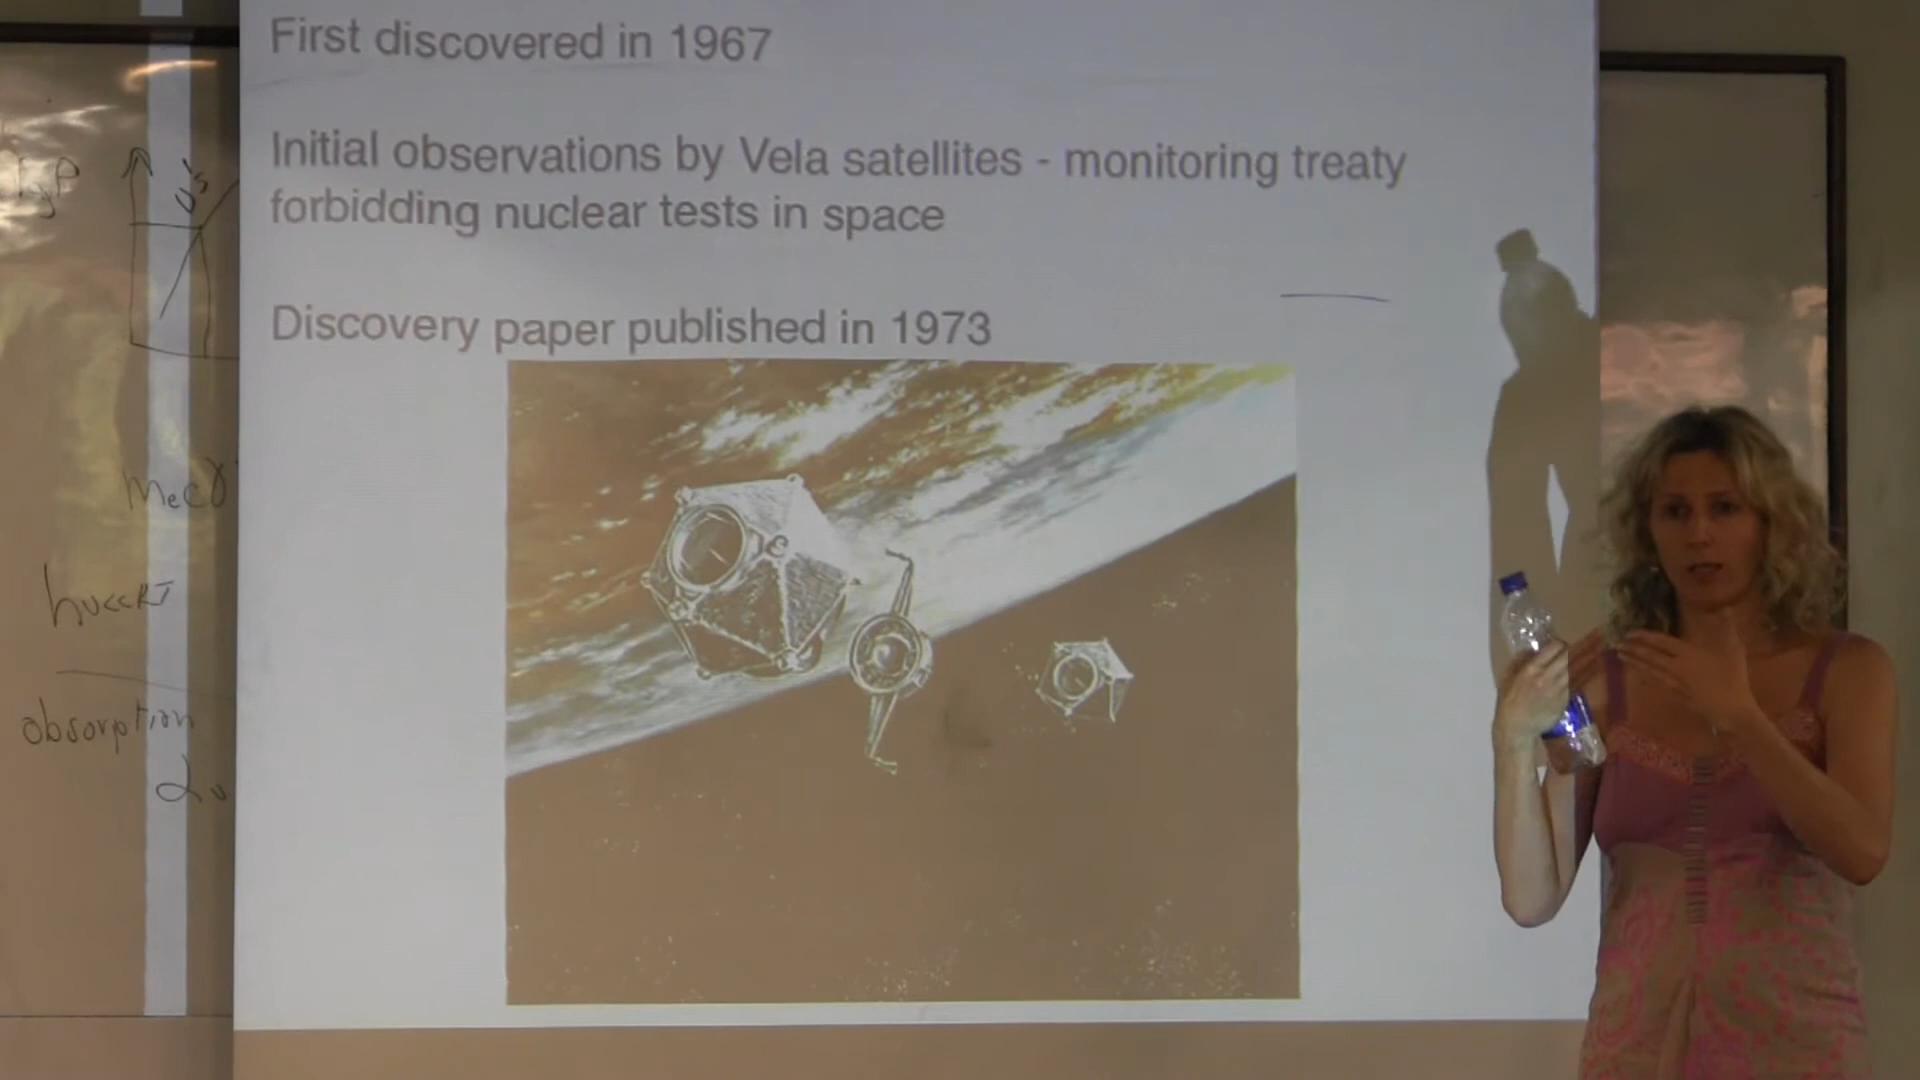 First discovered in 1967
Initial observations by Vela satellites - monitoring treaty
forbidding nuclear tests in space
Discovery paper published in 1973
obsorption